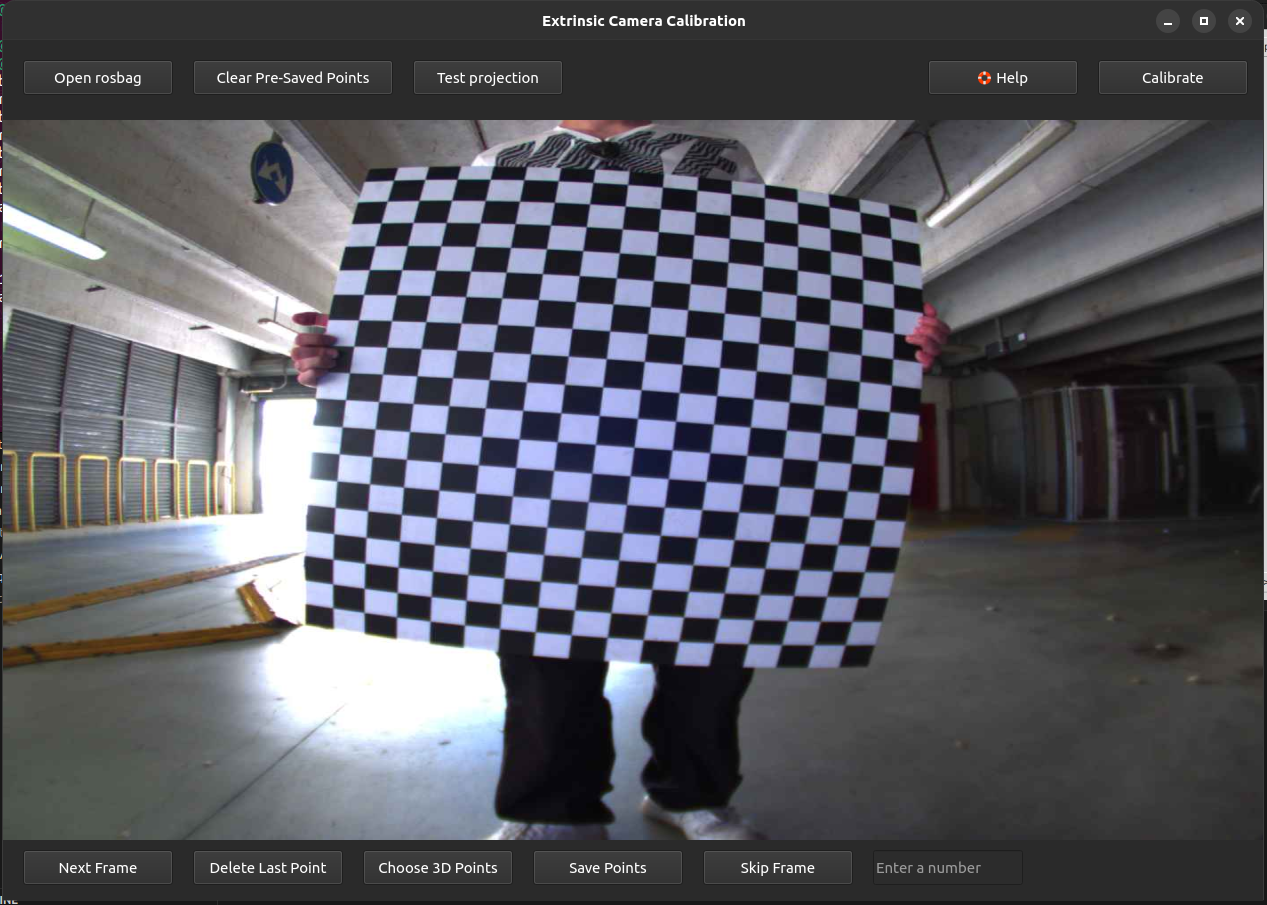 Extrinsic Camera Calibration
Open rosbag
Clear Pre-Saved Points
Test projection
Help
Calibrate
Next Frame
Delete Last Point
Choose 3D Points
Save Points
Skip Frame
Enter a number